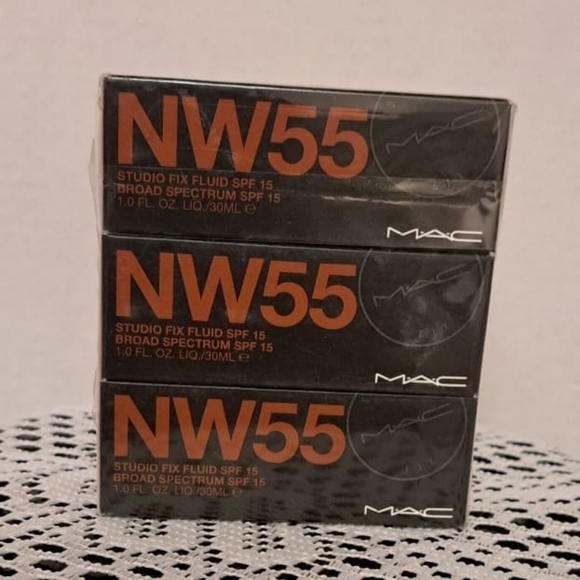 NW55
MAC
STUDIO FIX FLUID SPF 15
BROAD SPECTRUM SPF 15
1.0 FL. OZ. LIQ./30ML ℮
M·A·C
NW55
MAC
STUDIO FIX FLUID SPF 15
BROAD SPECTRUM SPF 15
1.0 FL. OZ. LIQ./30ML ℮
M·A·C
NW55
MAC
STUDIO FIX FLUID SPF 15
BROAD SPECTRUM SPF 15
1.0 FL. OZ. LIQ./30ML ℮
M·A·C